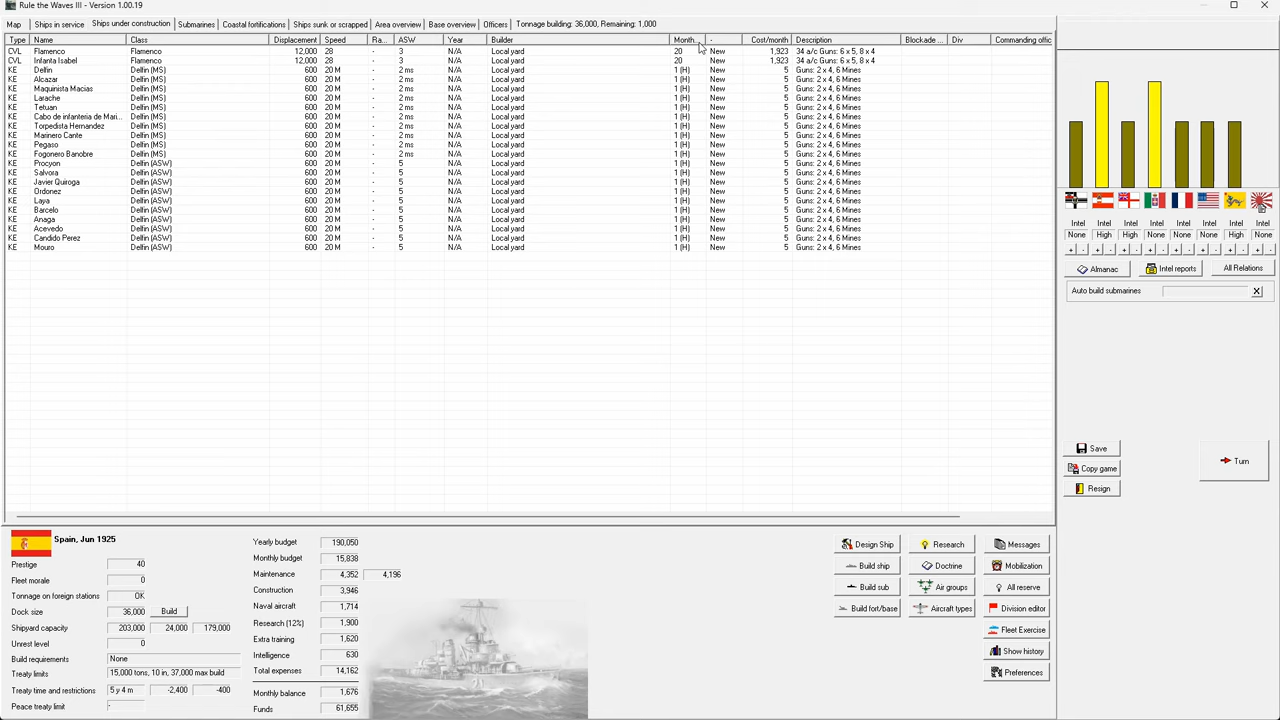 Rule the Waves III - Version 1.00.19
Map Ships in service Ships under construction Submarines Coastal fortifications Ships sunk or scrapped Area overview Base overview Officers Tonnage building: 36,000, Remaining: 1,000
Type Name Class Displacement Speed Ra... ASW Year Builder Month... - Cost/month Description Blockade ... Div Commanding offic
CVL Flamenco Flamenco 12,000 28 - 3 N/A Local yard 20 New 1,923 34 a/c Guns: 6 x 5, 8 x 4
CVL Infanta Isabel Flamenco 12,000 28 - 3 N/A Local yard 20 New 1,923 34 a/c Guns: 6 x 5, 8 x 4
KE Delfin Delfin (MS) 600 20 M - 2 ms N/A Local yard 1 (H) New 5 Guns: 2 x 4, 6 Mines
KE Alcazar Delfin (MS) 600 20 M - 2 ms N/A Local yard 1 (H) New 5 Guns: 2 x 4, 6 Mines
KE Maquinista Macias Delfin (MS) 600 20 M - 2 ms N/A Local yard 1 (H) New 5 Guns: 2 x 4, 6 Mines
KE Larache Delfin (MS) 600 20 M - 2 ms N/A Local yard 1 (H) New 5 Guns: 2 x 4, 6 Mines
KE Tetuan Delfin (MS) 600 20 M - 2 ms N/A Local yard 1 (H) New 5 Guns: 2 x 4, 6 Mines
KE Cabo de infanteria de Mari... Delfin (MS) 600 20 M - 2 ms N/A Local yard 1 (H) New 5 Guns: 2 x 4, 6 Mines
KE Torpedista Hernandez Delfin (MS) 600 20 M - 2 ms N/A Local yard 1 (H) New 5 Guns: 2 x 4, 6 Mines
KE Marinero Cante Delfin (MS) 600 20 M - 2 ms N/A Local yard 1 (H) New 5 Guns: 2 x 4, 6 Mines
KE Pegaso Delfin (MS) 600 20 M - 2 ms N/A Local yard 1 (H) New 5 Guns: 2 x 4, 6 Mines
KE Fogonero Banobre Delfin (MS) 600 20 M - 2 ms N/A Local yard 1 (H) New 5 Guns: 2 x 4, 6 Mines
KE Procyon Delfin (ASW) 600 20 M - 5 N/A Local yard 1 (H) New 5 Guns: 2 x 4, 6 Mines
KE Salvora Delfin (ASW) 600 20 M - 5 N/A Local yard 1 (H) New 5 Guns: 2 x 4, 6 Mines
KE Javier Quiroga Delfin (ASW) 600 20 M - 5 N/A Local yard 1 (H) New 5 Guns: 2 x 4, 6 Mines
KE Ordonez Delfin (ASW) 600 20 M - 5 N/A Local yard 1 (H) New 5 Guns: 2 x 4, 6 Mines
KE Laya Delfin (ASW) 600 20 M - 5 N/A Local yard 1 (H) New 5 Guns: 2 x 4, 6 Mines
KE Barcelo Delfin (ASW) 600 20 M - 5 N/A Local yard 1 (H) New 5 Guns: 2 x 4, 6 Mines
KE Anaga Delfin (ASW) 600 20 M - 5 N/A Local yard 1 (H) New 5 Guns: 2 x 4, 6 Mines
KE Acevedo Delfin (ASW) 600 20 M - 5 N/A Local yard 1 (H) New 5 Guns: 2 x 4, 6 Mines
KE Candido Perez Delfin (ASW) 600 20 M - 5 N/A Local yard 1 (H) New 5 Guns: 2 x 4, 6 Mines
KE Mouro Delfin (ASW) 600 20 M - 5 N/A Local yard 1 (H) New 5 Guns: 2 x 4, 6 Mines
Intel Intel Intel Intel Intel Intel Intel Intel
None High High None None None High None
+ - + - + - + - + - + - + - + -
Almanac Intel reports All Relations
Auto build submarines X
Save
Copy game
Resign
Turn
Spain, Jun 1925
Prestige 40
Fleet morale 0
Tonnage on foreign stations OK
Dock size 36,000 Build
Shipyard capacity 203,000 24,000 179,000
Unrest level 0
Build requirements None
Treaty limits 15,000 tons, 10 in, 37,000 max build
Treaty time and restrictions 5 y 4 m -2,400 -400
Peace treaty limit -
Yearly budget 190,050
Monthly budget 15,838
Maintenance 4,352 4,196
Construction 3,946
Naval aircraft 1,714
Research (12%) 1,900
Extra training 1,620
Intelligence 630
Total expenses 14,162
Monthly balance 1,676
Funds 61,655
Design Ship Research Messages
Build ship Doctrine Mobilization
Build sub Air groups All reserve
Build fort/base Aircraft types Division editor
Fleet Exercise
Show history
Preferences